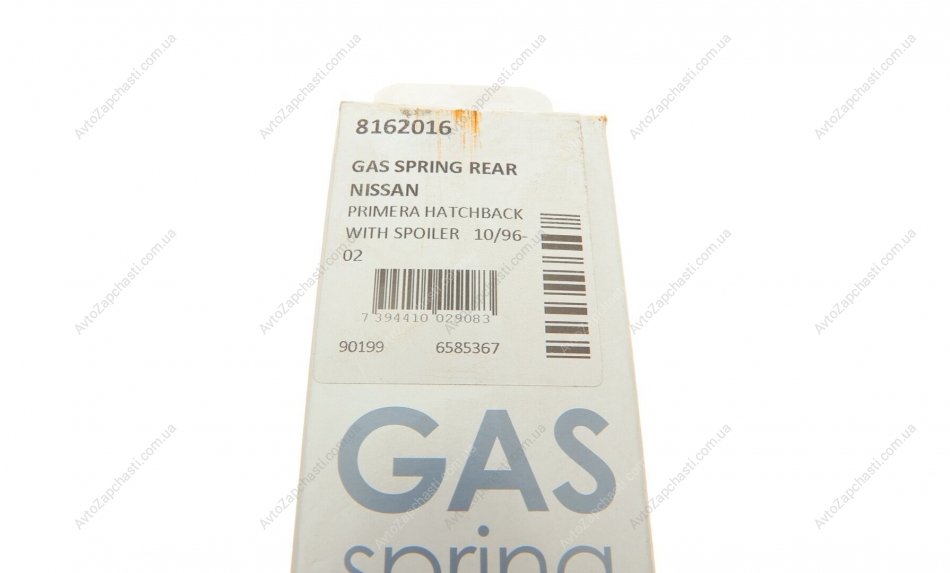 8162016
GAS SPRING REAR
NISSAN
PRIMERA HATCHBACK
WITH SPOILER 10/96-
02
7 394410 029083
90199 6585367
GAS
spring
AvtoZapchasti.com.ua